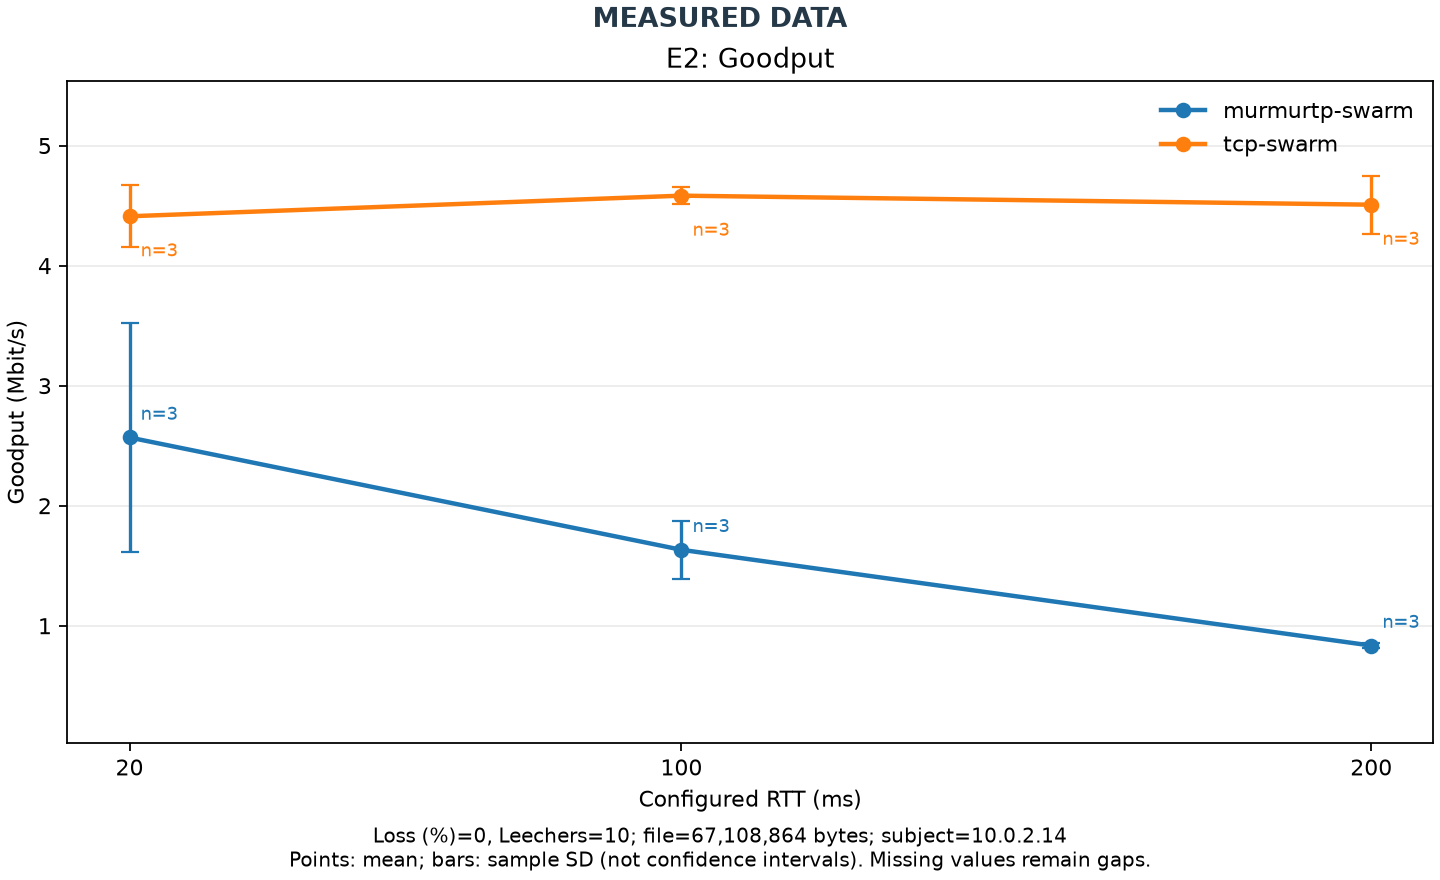 MEASURED DATA
E2: Goodput
murmurtp-swarm
tcp-swarm
Goodput (Mbit/s)
5
4
3
2
1
n=3
n=3
n=3
n=3
n=3
n=3
20
100
200
Configured RTT (ms)
Loss (%)=0, Leechers=10; file=67,108,864 bytes; subject=10.0.2.14
Points: mean; bars: sample SD (not confidence intervals). Missing values remain gaps.